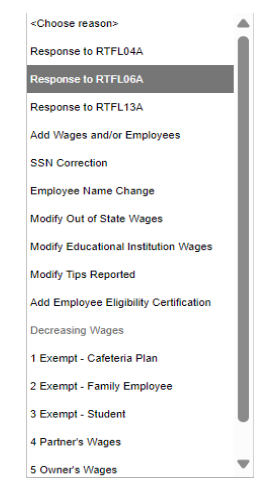 <Choose reason>
Response to RTFL04A
Response to RTFL06A
Response to RTFL13A
Add Wages and/or Employees
SSN Correction
Employee Name Change
Modify Out of State Wages
Modify Educational Institution Wages
Modify Tips Reported
Add Employee Eligibility Certification
Decreasing Wages
1 Exempt - Cafeteria Plan
2 Exempt - Family Employee
3 Exempt - Student
4 Partner's Wages
5 Owner's Wages